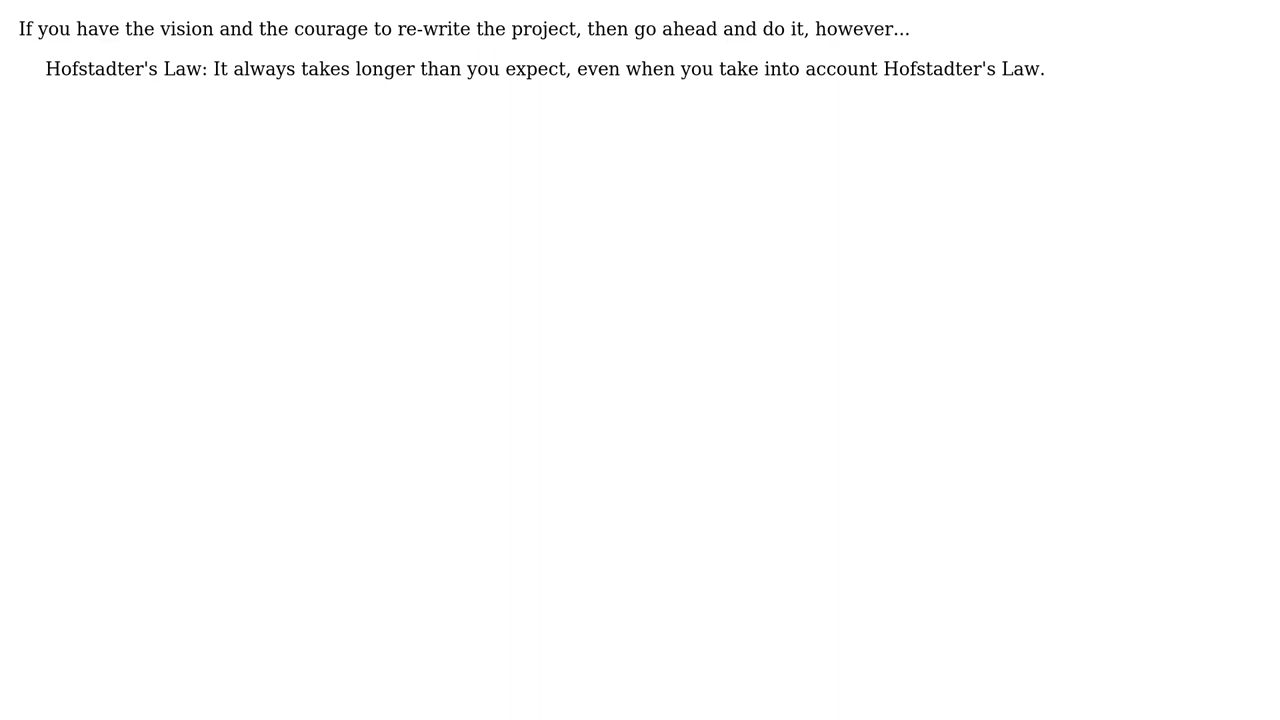 If you have the vision and the courage to re-write the project, then go ahead and do it, however...
Hofstadter's Law: It always takes longer than you expect, even when you take into account Hofstadter's Law.